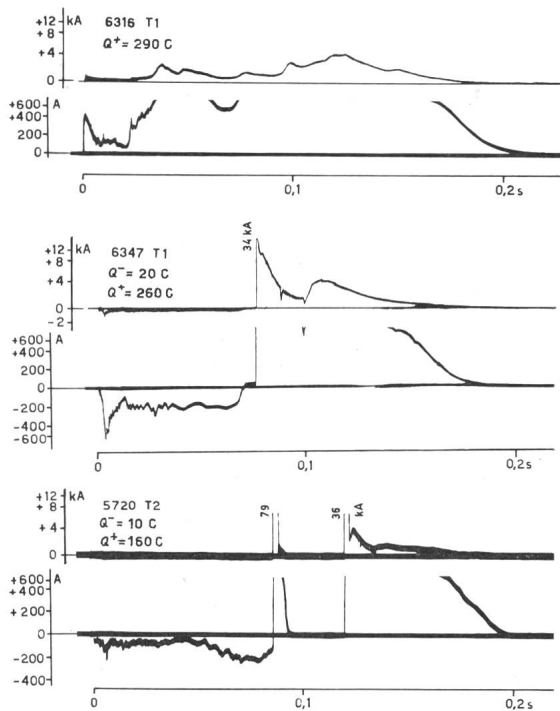 +12 kA
+ 8
+ 4
0
6316 T1
Q⁺ = 290 C
+600 A
+400
200
0
0 0,1 0,2 s
+12 kA
+ 8
+ 4
0
-2
6347 T1
Q⁻ = 20 C
Q⁺ = 260 C
34 kA
+600 A
+400
200
0
-200
-400
-600
0 0,1 0,2 s
+12 kA
+ 8
+ 4
0
5720 T2
Q⁻ = 10 C
Q⁺ = 160 C
79
36 kA
+ 600 A
+ 400
+ 200
0
- 200
- 400
0 0,1 0,2 s